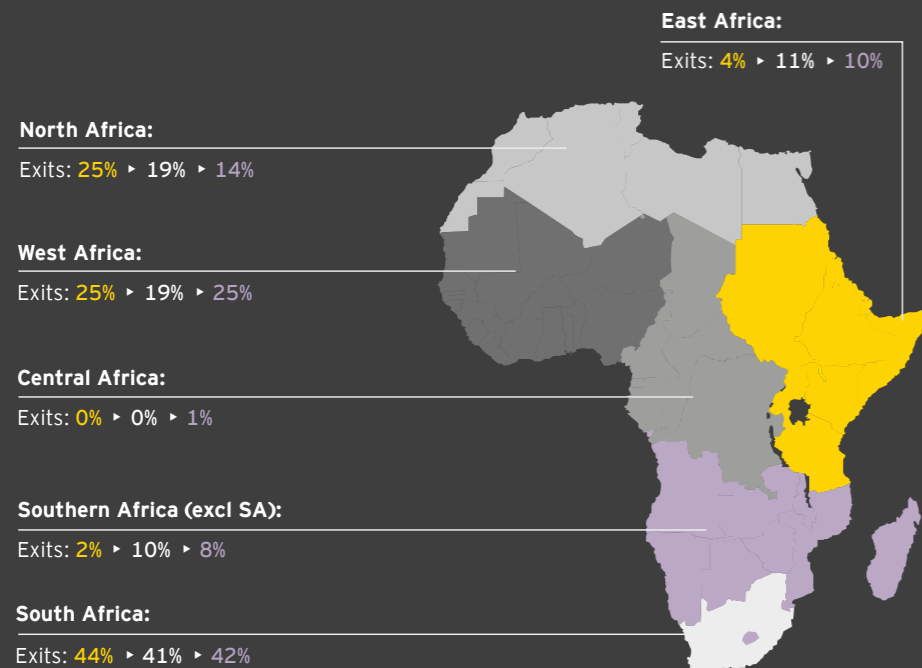 East Africa:
Exits: 4% ▸ 11% ▸ 10%
North Africa:
Exits: 25% ▸ 19% ▸ 14%
West Africa:
Exits: 25% ▸ 19% ▸ 25%
Central Africa:
Exits: 0% ▸ 0% ▸ 1%
Southern Africa (excl SA):
Exits: 2% ▸ 10% ▸ 8%
South Africa:
Exits: 44% ▸ 41% ▸ 42%